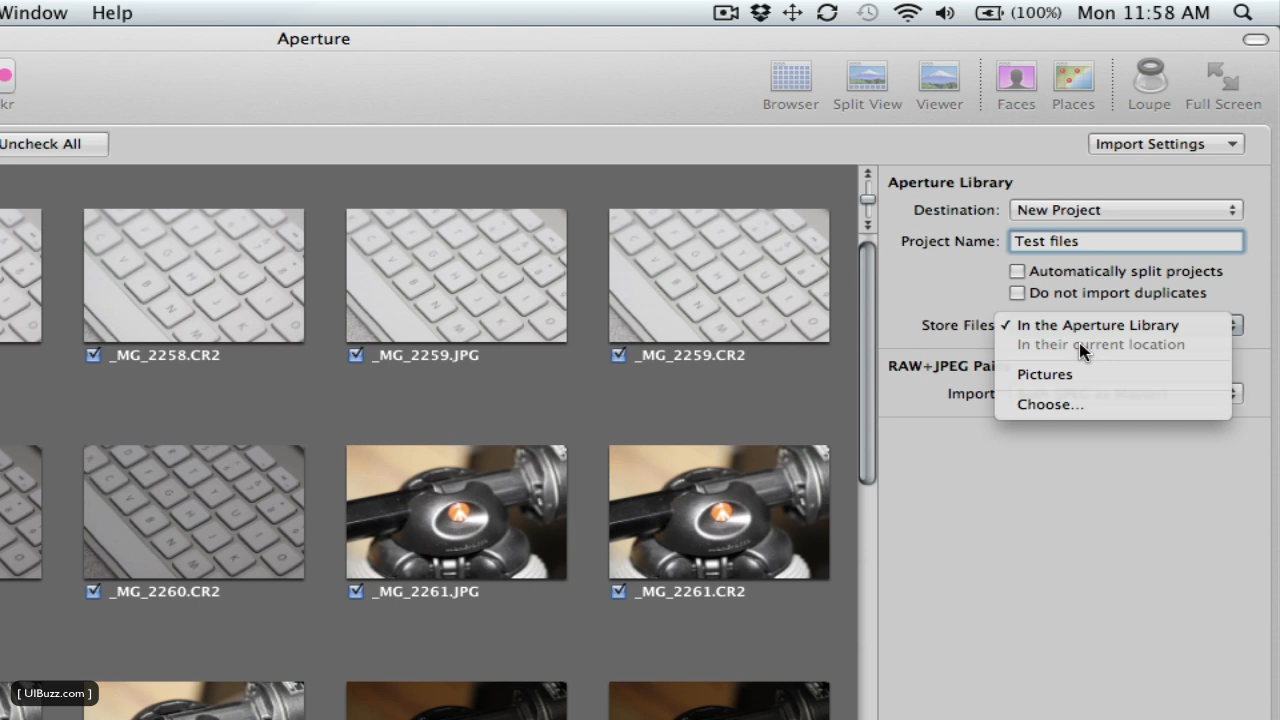 Window Help (100%) Mon 11:58 AM
Aperture
kr Browser Split View Viewer Faces Places Loupe Full Screen
Uncheck All Import Settings
Aperture Library
Destination: New Project
Project Name: Test files
Automatically split projects
Do not import duplicates
Store Files ✓ In the Aperture Library
In their current location
RAW+JPEG Pai
Pictures
Import
Choose...
_MG_2258.CR2 _MG_2259.JPG _MG_2259.CR2
_MG_2260.CR2 _MG_2261.JPG _MG_2261.CR2
[ UIBuzz.com ]